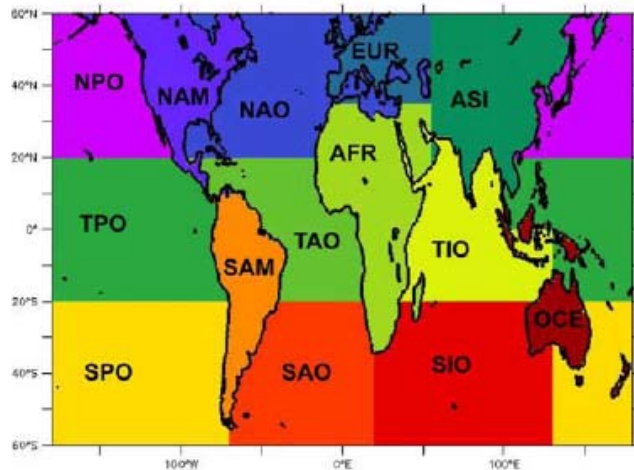 60°N
40°N
20°N
0°
20°S
40°S
60°S
NPO
NAM
NAO
EUR
ASI
AFR
TPO
SAM
TAO
TIO
OCE
SPO
SAO
SIO
100°W
0°E
100°E